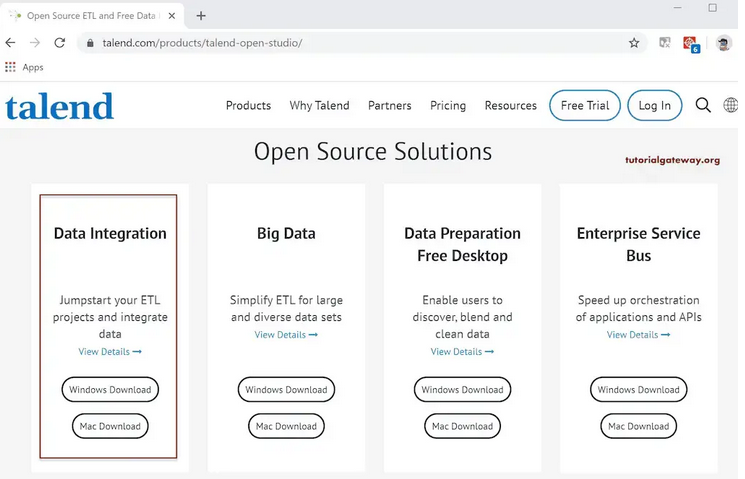 Open Source ETL and Free Data
talend.com/products/talend-open-studio/
6
Apps
talend
Products Why Talend Partners Pricing Resources Free Trial Log In
Open Source Solutions
tutorialgateway.org
Data Integration
Jumpstart your ETL
projects and integrate
data
View Details →
Windows Download
Mac Download
Big Data
Simplify ETL for large
and diverse data sets
View Details →
Windows Download
Mac Download
Data Preparation
Free Desktop
Enable users to
discover, blend and
clean data
View Details →
Windows Download
Mac Download
Enterprise Service
Bus
Speed up orchestration
of applications and APIs
View Details →
Windows Download
Mac Download